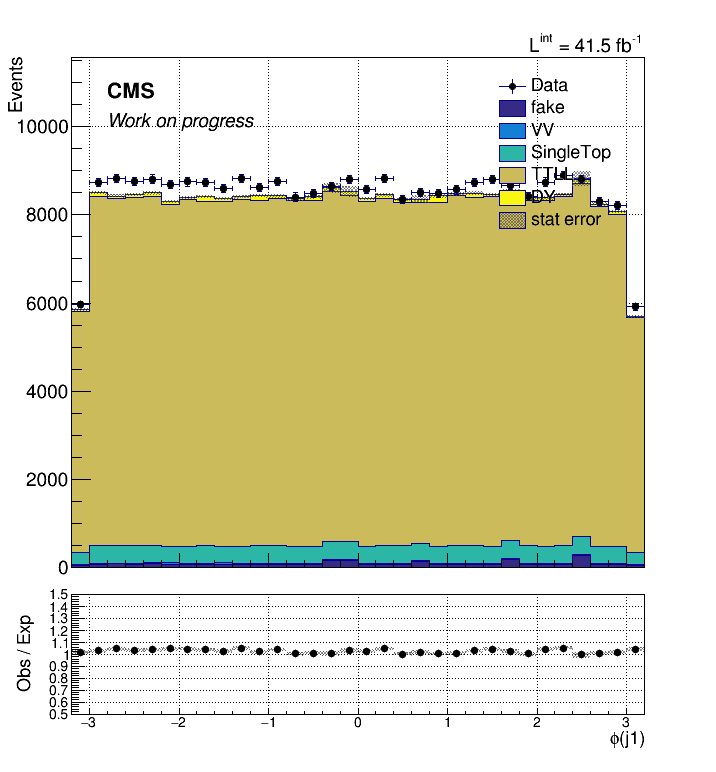 L^int = 41.5 fb^-1
Events
CMS
Work on progress
Data
fake
VV
SingleTop
DY
stat error
10000
8000
6000
4000
2000
0
Obs / Exp
1.5
1.4
1.3
1.2
1.1
1
0.9
0.8
0.7
0.6
0.5
−3
−2
−1
0
1
2
3
ϕ(j1)